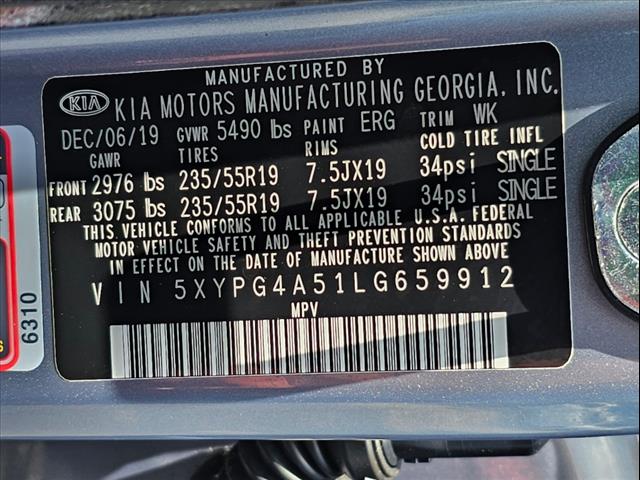 MANUFACTURED BY
KIA KIA MOTORS MANUFACTURING GEORGIA, INC.
DEC/06/19 GVWR 5490 lbs PAINT ERG TRIM WK
GAWR TIRES RIMS COLD TIRE INFL
FRONT 2976 lbs 235/55R19 7.5JX19 34psi SINGLE
REAR 3075 lbs 235/55R19 7.5JX19 34psi SINGLE
THIS VEHICLE CONFORMS TO ALL APPLICABLE U.S.A. FEDERAL
MOTOR VEHICLE SAFETY AND THEFT PREVENTION STANDARDS
IN EFFECT ON THE DATE OF MANUFACTURE SHOWN ABOVE
VIN 5XYPG4A51LG659912
MPV
6310